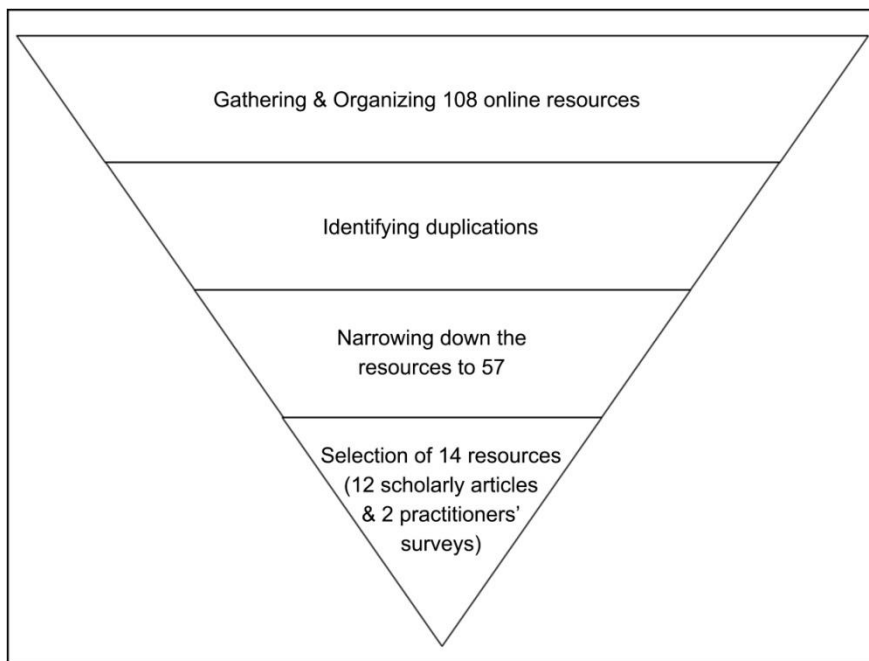 Gathering & Organizing 108 online resources
Identifying duplications
Narrowing down the
resources to 57
Selection of 14 resources
(12 scholarly articles
& 2 practitioners’
surveys)